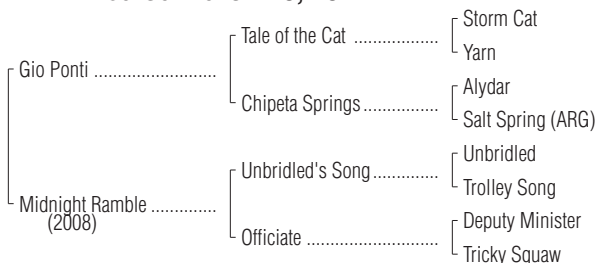 Storm Cat
Tale of the Cat ..................
Yarn
Gio Ponti ..........................
Alydar
Chipeta Springs ................
Salt Spring (ARG)
Unbridled
Unbridled's Song ..............
Trolley Song
Midnight Ramble ..............
(2008)
Deputy Minister
Officiate ............................
Tricky Squaw